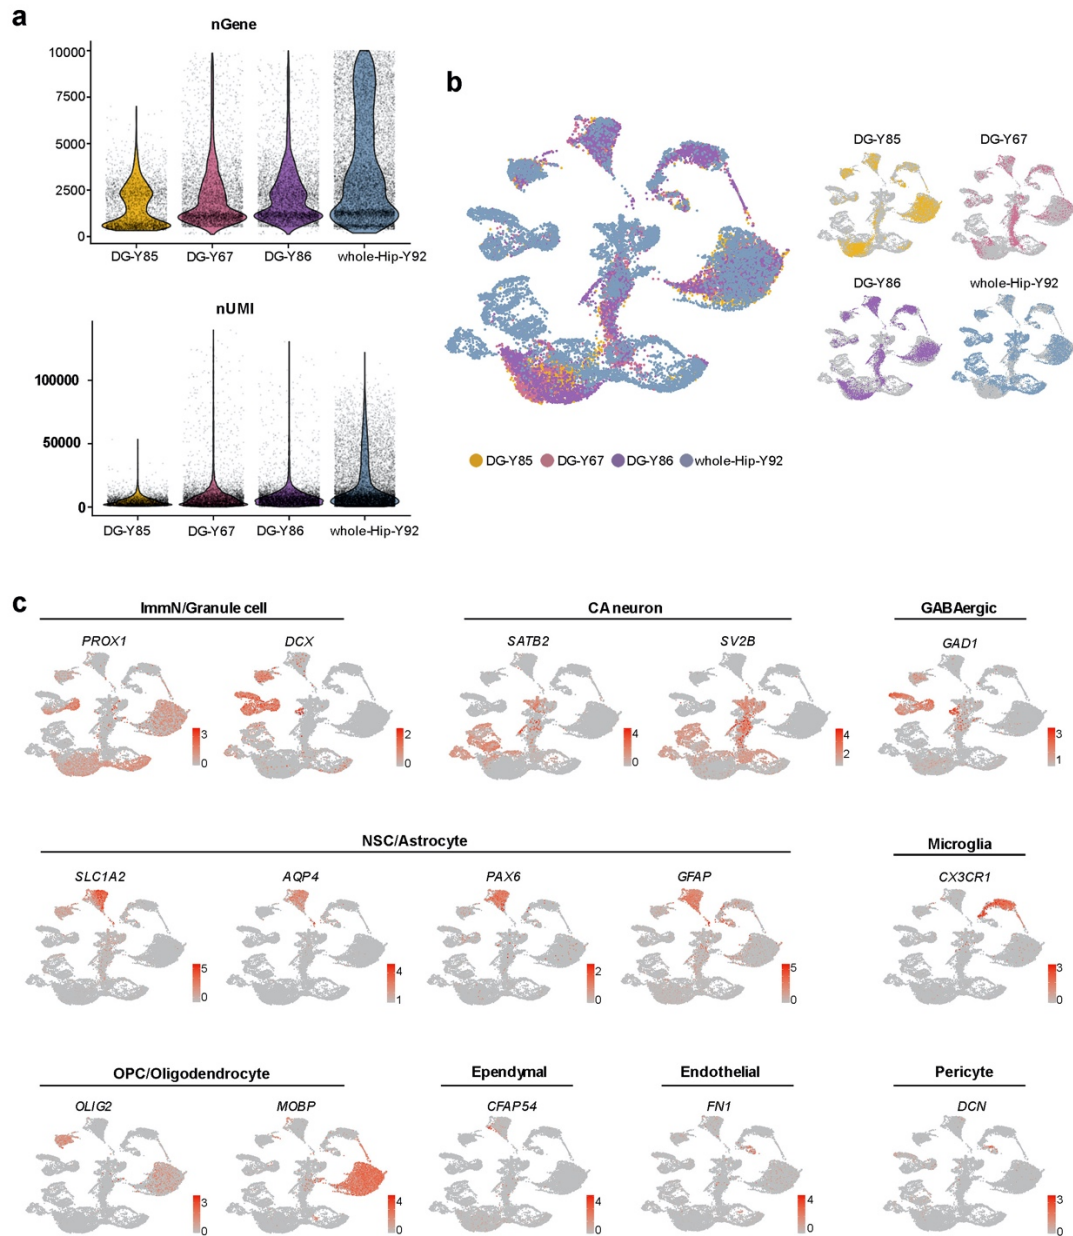 a
nGene
10000
7500
5000
2500
0
DG-Y85 DG-Y67 DG-Y86 whole-Hip-Y92
nUMI
100000
50000
0
DG-Y85 DG-Y67 DG-Y86 whole-Hip-Y92
b
DG-Y85 DG-Y67
DG-Y86 whole-Hip-Y92
DG-Y85 DG-Y67 DG-Y86 whole-Hip-Y92
c
ImmN/Granule cell CA neuron GABAergic
PROX1 DCX SATB2 SV2B GAD1
3 2 4 4 3
0 0 0 2 1
NSC/Astrocyte Microglia
SLC1A2 AQP4 PAX6 GFAP CX3CR1
5 4 2 5 3
0 1 0 0 0
OPC/Oligodendrocyte Ependymal Endothelial Pericyte
OLIG2 MOBP CFAP54 FN1 DCN
3 4 4 4 3
0 0 0 0 0